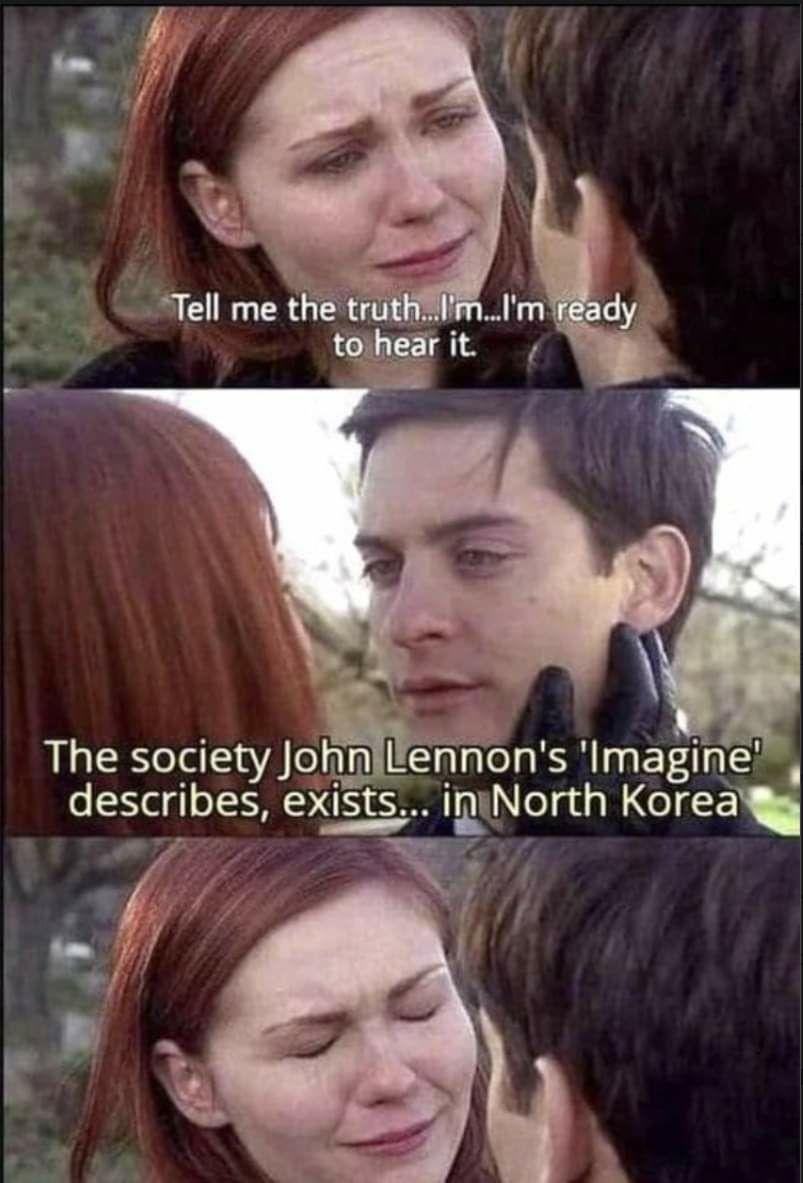 Tell me the truth...I'm...I'm ready
to hear it.
The society John Lennon's 'Imagine'
describes, exists... in North Korea